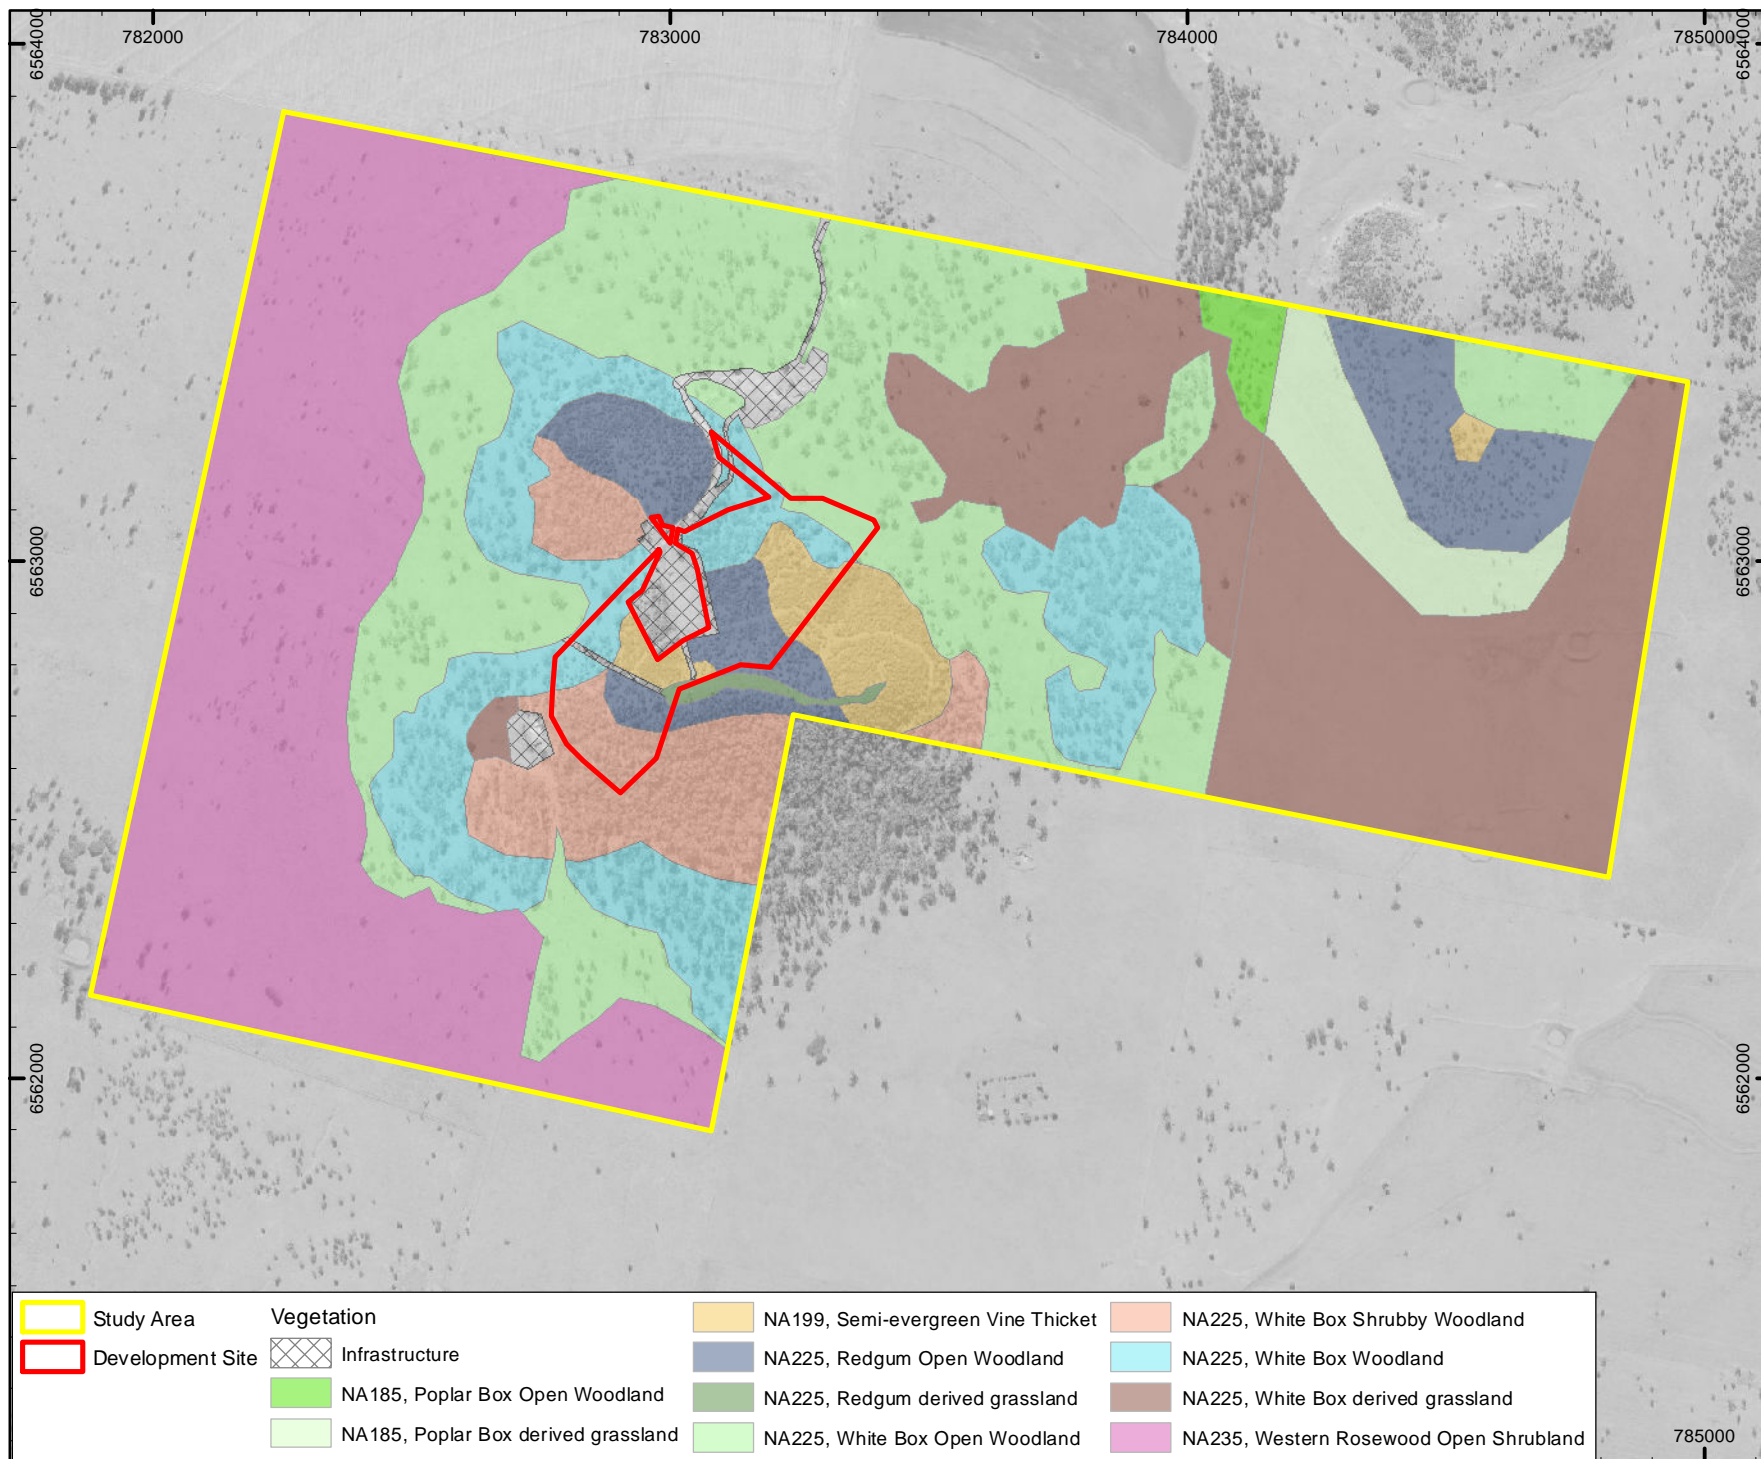 782000
783000
784000
785000
6564000
6564000
6563000
6563000
6562000
6562000
Study Area
Development Site
Vegetation
Infrastructure
NA185, Poplar Box Open Woodland
NA185, Poplar Box derived grassland
NA199, Semi-evergreen Vine Thicket
NA225, Redgum Open Woodland
NA225, Redgum derived grassland
NA225, White Box Open Woodland
NA225, White Box Shrubby Woodland
NA225, White Box Woodland
NA225, White Box derived grassland
NA235, Western Rosewood Open Shrubland
785000